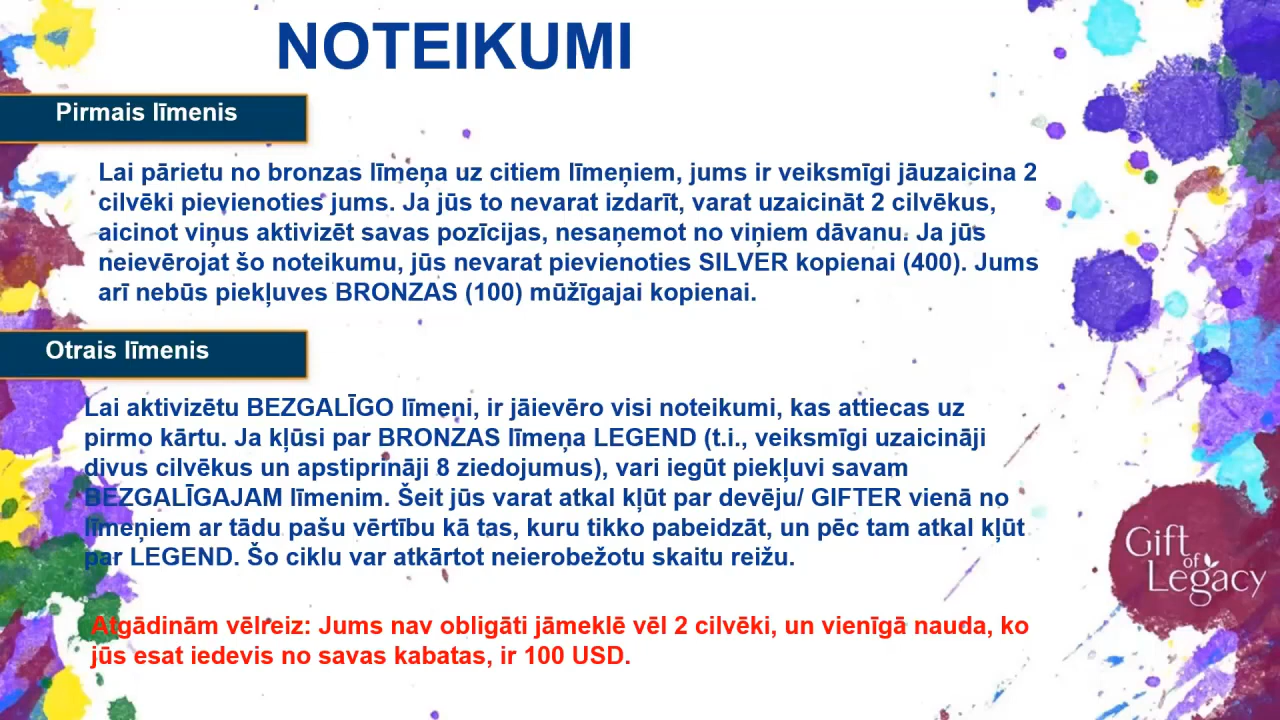 NOTEIKUMI
Pirmais līmenis
Lai pārietu no bronzas līmeņa uz citiem līmeņiem, jums ir veiksmīgi jāuzaicina 2
cilvēki pievienoties jums. Ja jūs to nevarat izdarīt, varat uzaicināt 2 cilvēkus,
aicinot viņus aktivizēt savas pozīcijas, nesaņemot no viņiem dāvanu. Ja jūs
neievērojat šo noteikumu, jūs nevarat pievienoties SILVER kopienai (400). Jums
arī nebūs piekļuves BRONZAS (100) mūžīgajai kopienai.
Otrais līmenis
Lai aktivizētu BEZGALĪGO līmeni, ir jāievēro visi noteikumi, kas attiecas uz
pirmo kārtu. Ja kļūsi par BRONZAS līmeņa LEGEND (t.i., veiksmīgi uzaicināji
divus cilvēkus un apstiprināji 8 ziedojumus), vari iegūt piekļuvi savam
BEZGALĪGAJAM līmenim. Šeit jūs varat atkal kļūt par devēju/ GIFTER vienā no
līmeņiem ar tādu pašu vērtību kā tas, kuru tikko pabeidzāt, un pēc tam atkal kļūt
par LEGEND. Šo ciklu var atkārtot neierobežotu skaitu reižu.
Atgādinām vēlreiz: Jums nav obligāti jāmeklē vēl 2 cilvēki, un vienīgā nauda, ko
jūs esat iedevis no savas kabatas, ir 100 USD.
Gift
of
Legacy